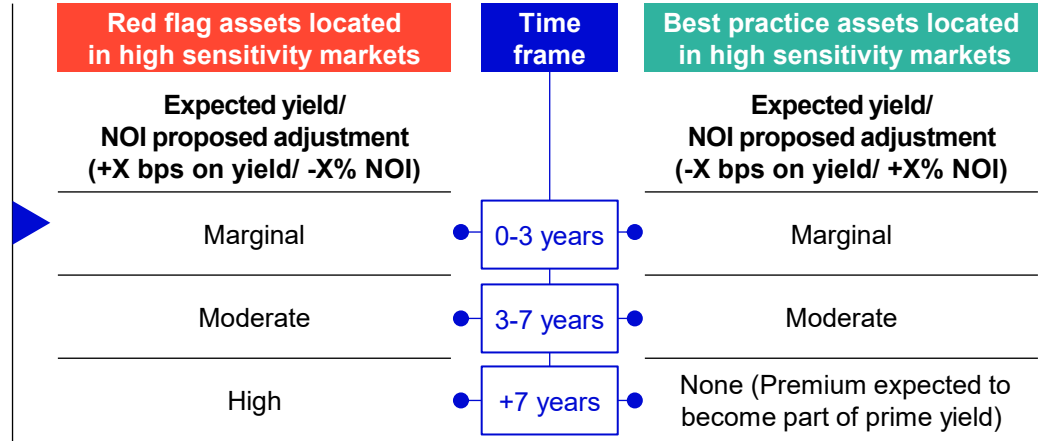 Red flag assets located
in high sensitivity markets
Time
frame
Best practice assets located
in high sensitivity markets
Expected yield/
NOI proposed adjustment
(+X bps on yield/ -X% NOI)
Expected yield/
NOI proposed adjustment
(-X bps on yield/ +X% NOI)
Marginal
0-3 years
Marginal
Moderate
3-7 years
Moderate
High
+7 years
None (Premium expected to
become part of prime yield)